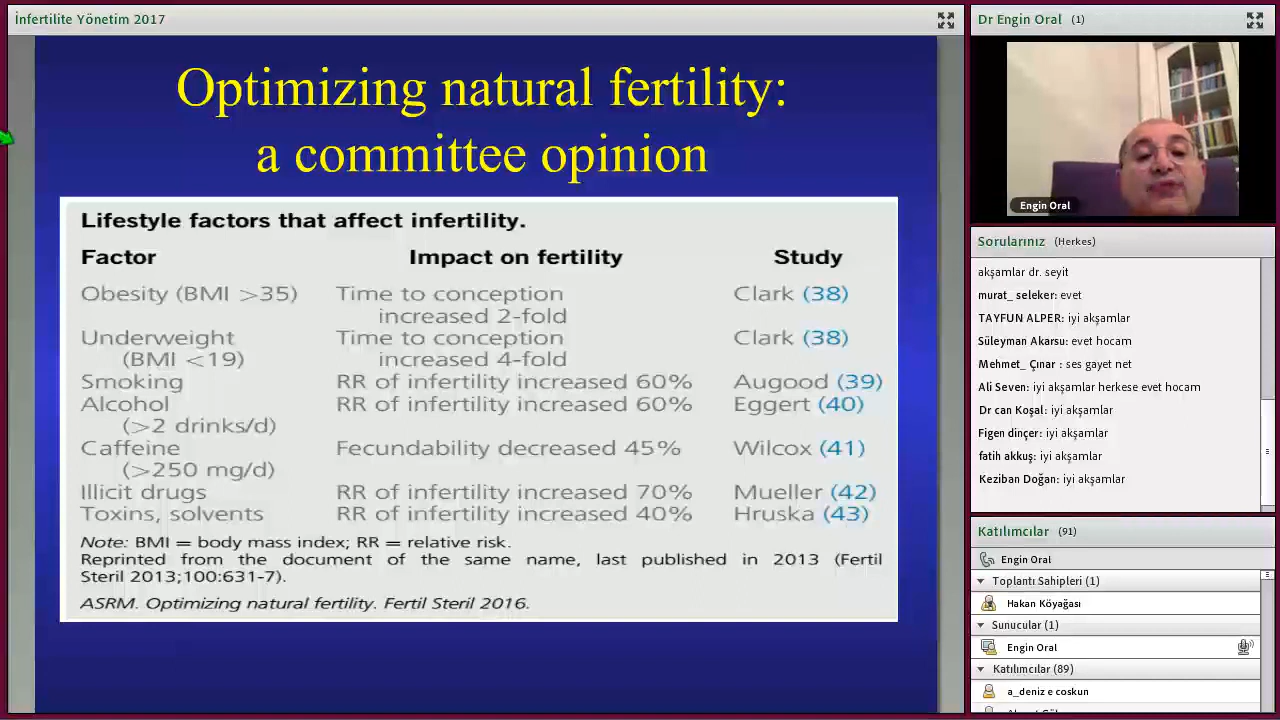 İnfertilite Yönetim 2017
Optimizing natural fertility:
a committee opinion
Lifestyle factors that affect infertility.
Factor Impact on fertility Study
Obesity (BMI >35) Time to conception Clark (38)
increased 2-fold
Underweight Time to conception Clark (38)
(BMI <19) increased 4-fold
Smoking RR of infertility increased 60% Augood (39)
Alcohol RR of infertility increased 60% Eggert (40)
(>2 drinks/d)
Caffeine Fecundability decreased 45% Wilcox (41)
(>250 mg/d)
Illicit drugs RR of infertility increased 70% Mueller (42)
Toxins, solvents RR of infertility increased 40% Hruska (43)
Note: BMI = body mass index; RR = relative risk.
Reprinted from the document of the same name, last published in 2013 (Fertil
Steril 2013;100:631-7).
ASRM. Optimizing natural fertility. Fertil Steril 2016.
Dr Engin Oral (1)
Engin Oral
Sorularınız (Herkes)
akşamlar dr. seyit
murat_ seleker: evet
TAYFUN ALPER: iyi akşamlar
Süleyman Akarsu: evet hocam
Mehmet_ Çınar: ses gayet net
Ali Seven: iyi akşamlar herkese evet hocam
Dr can Koşal: iyi akşamlar
Figen dinçer: iyi akşamlar
fatih akkuş: iyi akşamlar
Keziban Doğan: iyi akşamlar
Katılımcılar (91)
Engin Oral
Toplantı Sahipleri (1)
Hakan Köyağası
Sunucular (1)
Engin Oral
Katılımcılar (89)
a_deniz e coskun